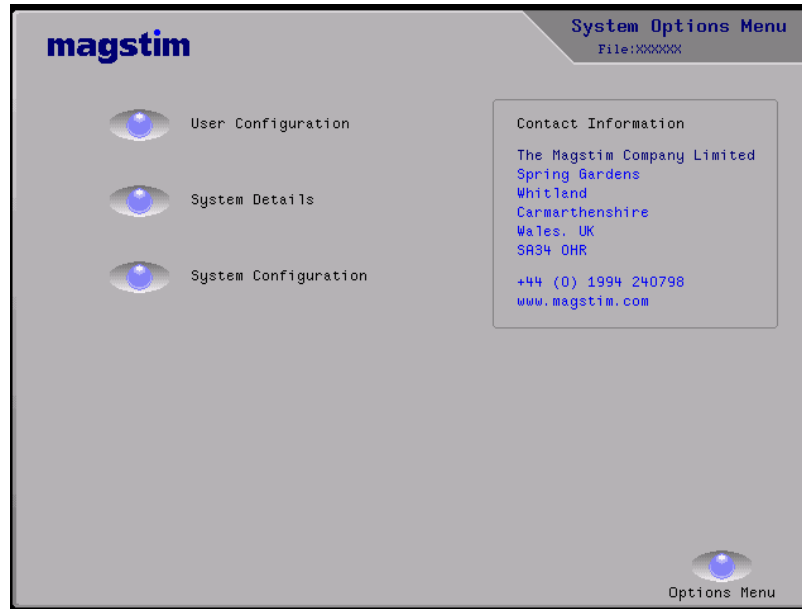 magstim
System Options Menu
File:XXXXXX
User Configuration
System Details
System Configuration
Contact Information
The Magstim Company Limited
Spring Gardens
Whitland
Carmarthenshire
Wales. UK
SA34 0HR
+44 (0) 1994 240798
www.magstim.com
Options Menu